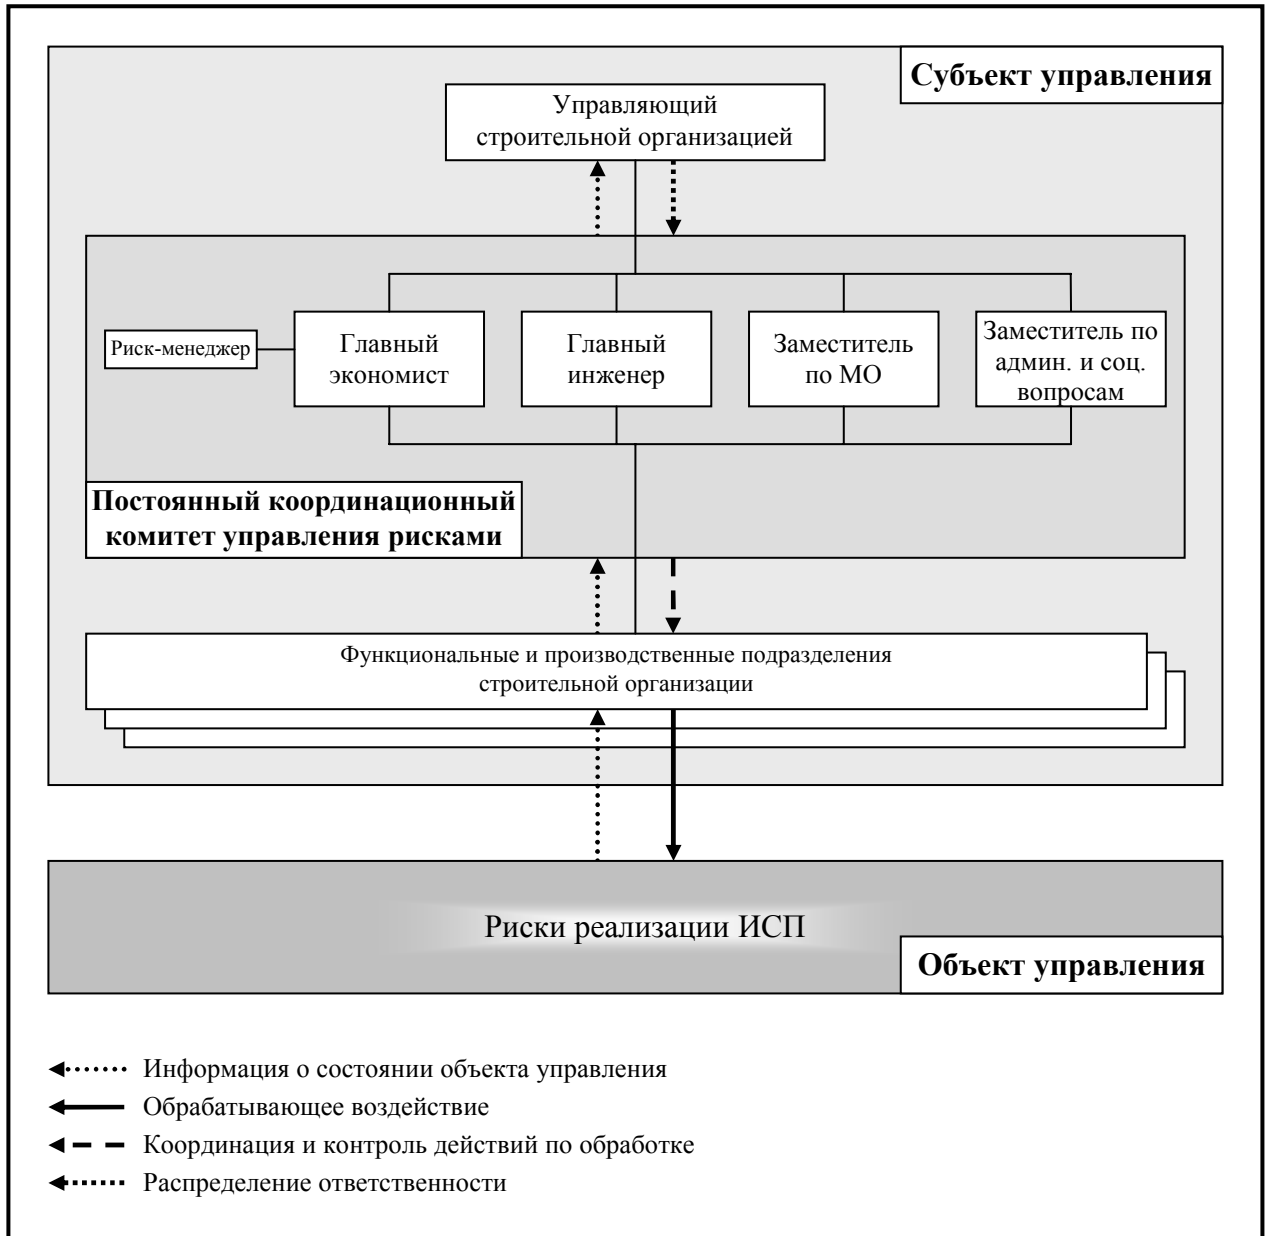 Субъект управления
Управляющий
строительной организацией
Риск-менеджер
Главный
экономист
Главный
инженер
Заместитель
по МО
Заместитель по
админ. и соц.
вопросам
Постоянный координационный
комитет управления рисками
Функциональные и производственные подразделения
строительной организации
Риски реализации ИСП
Объект управления
Информация о состоянии объекта управления
Обрабатывающее воздействие
Координация и контроль действий по обработке
Распределение ответственности